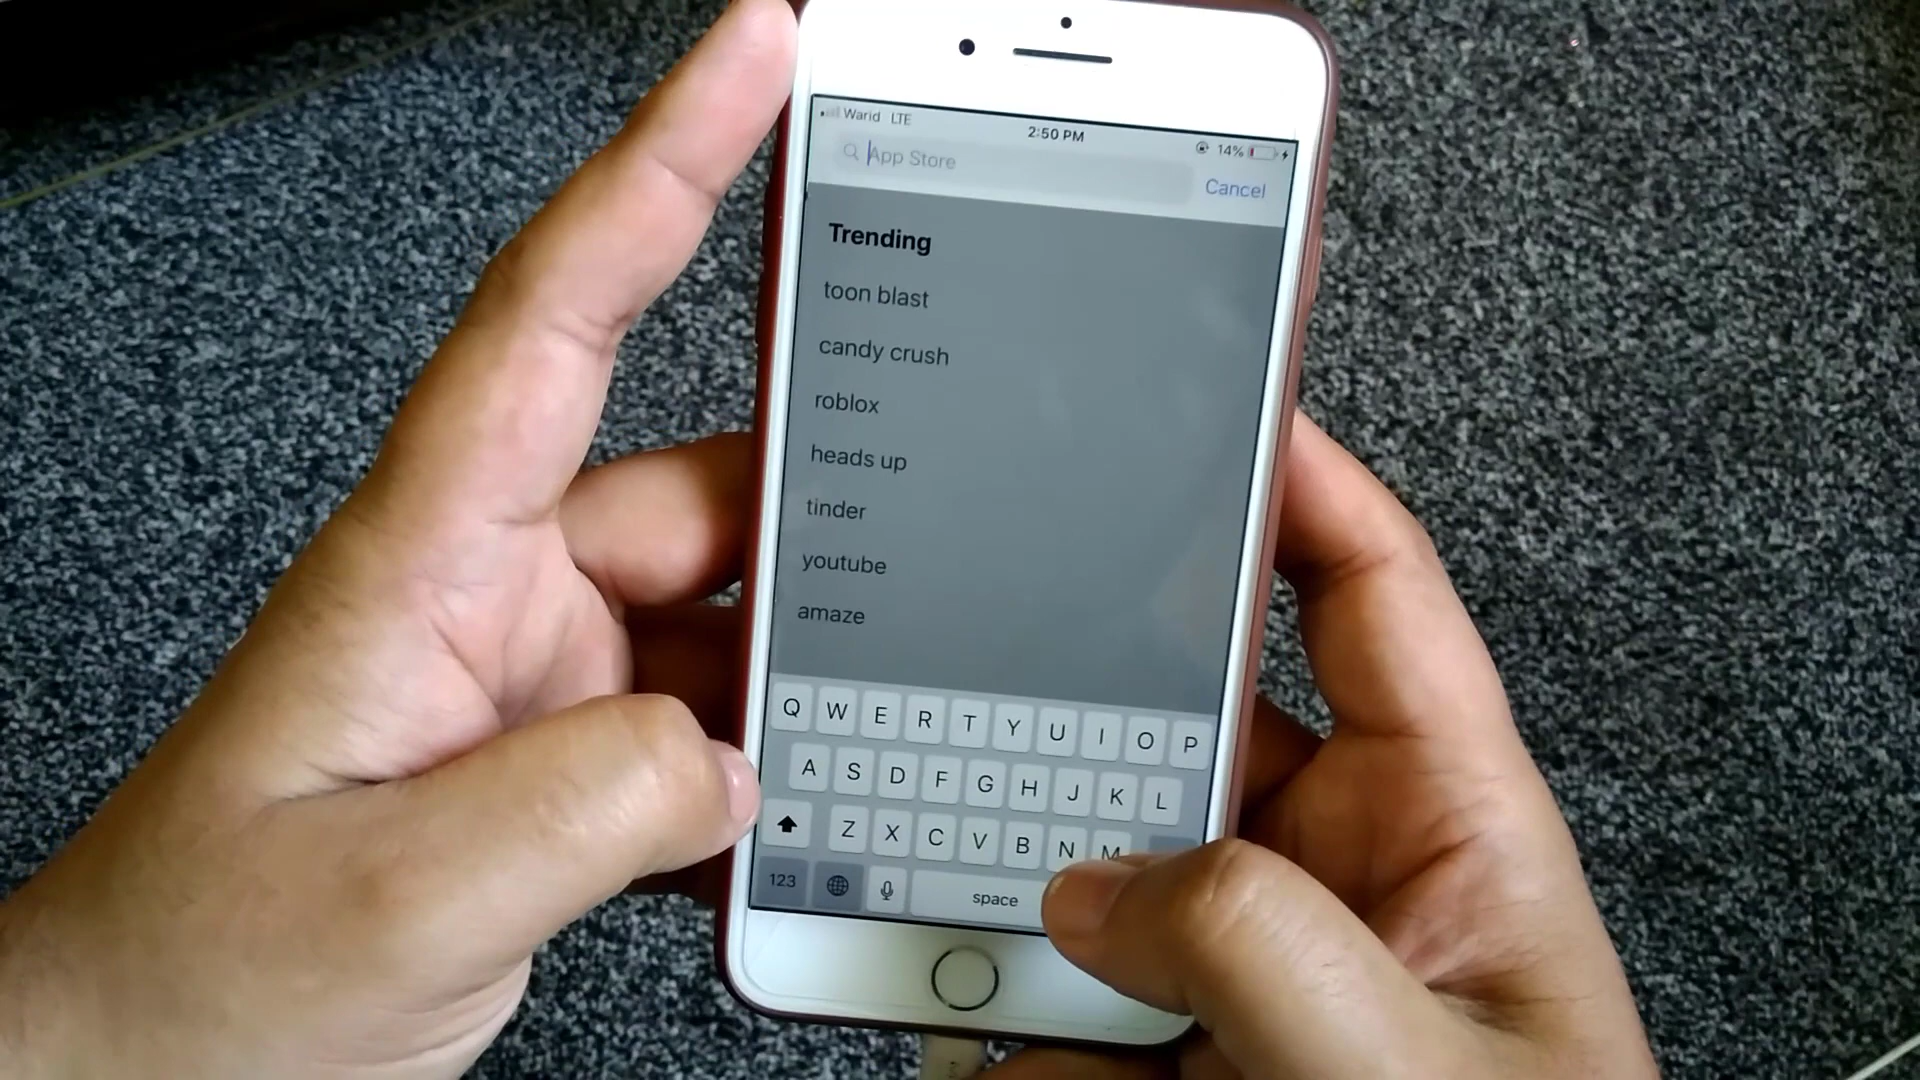 Warid LTE
2:50 PM
14%
App Store
Cancel
Trending
toon blast
candy crush
roblox
heads up
tinder
youtube
amaze
Q W E R T Y U I O P
A S D F G H J K L
Z X C V B N M
123
space